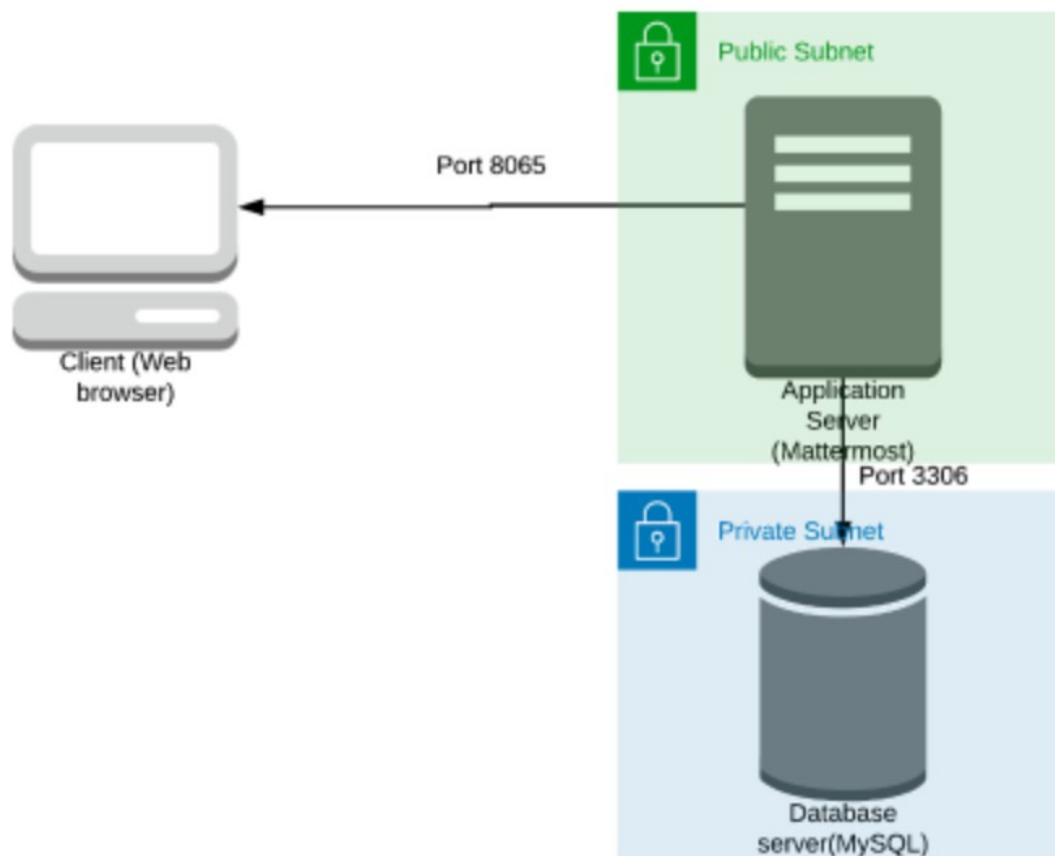 Public Subnet
Port 8065
Client (Web
browser)
Application
Server
(Mattermost)
Port 3306
Private Subnet
Database
server(MySQL)